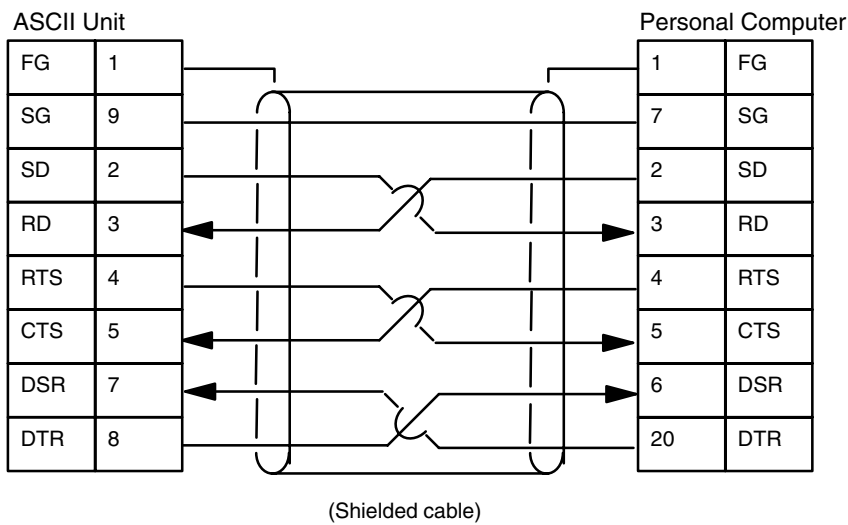 ASCII Unit Personal Computer
FG 1 1 FG
SG 9 7 SG
SD 2 2 SD
RD 3 3 RD
RTS 4 4 RTS
CTS 5 5 CTS
DSR 7 6 DSR
DTR 8 20 DTR
(Shielded cable)